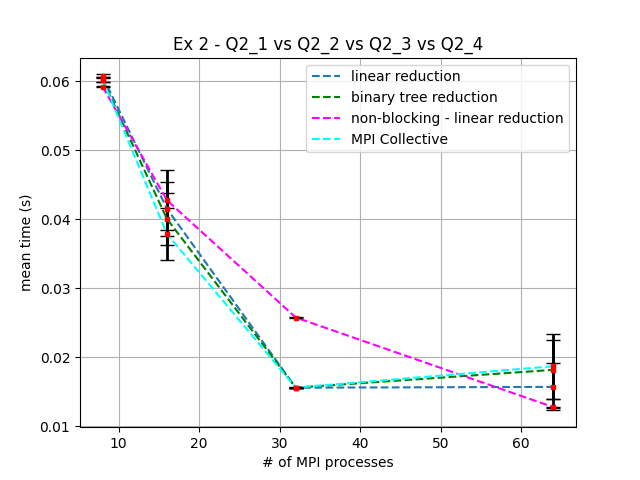 Ex 2 - Q2_1 vs Q2_2 vs Q2_3 vs Q2_4
linear reduction
binary tree reduction
non-blocking - linear reduction
MPI Collective
mean time (s)
0.06
0.05
0.04
0.03
0.02
0.01
10 20 30 40 50 60
# of MPI processes